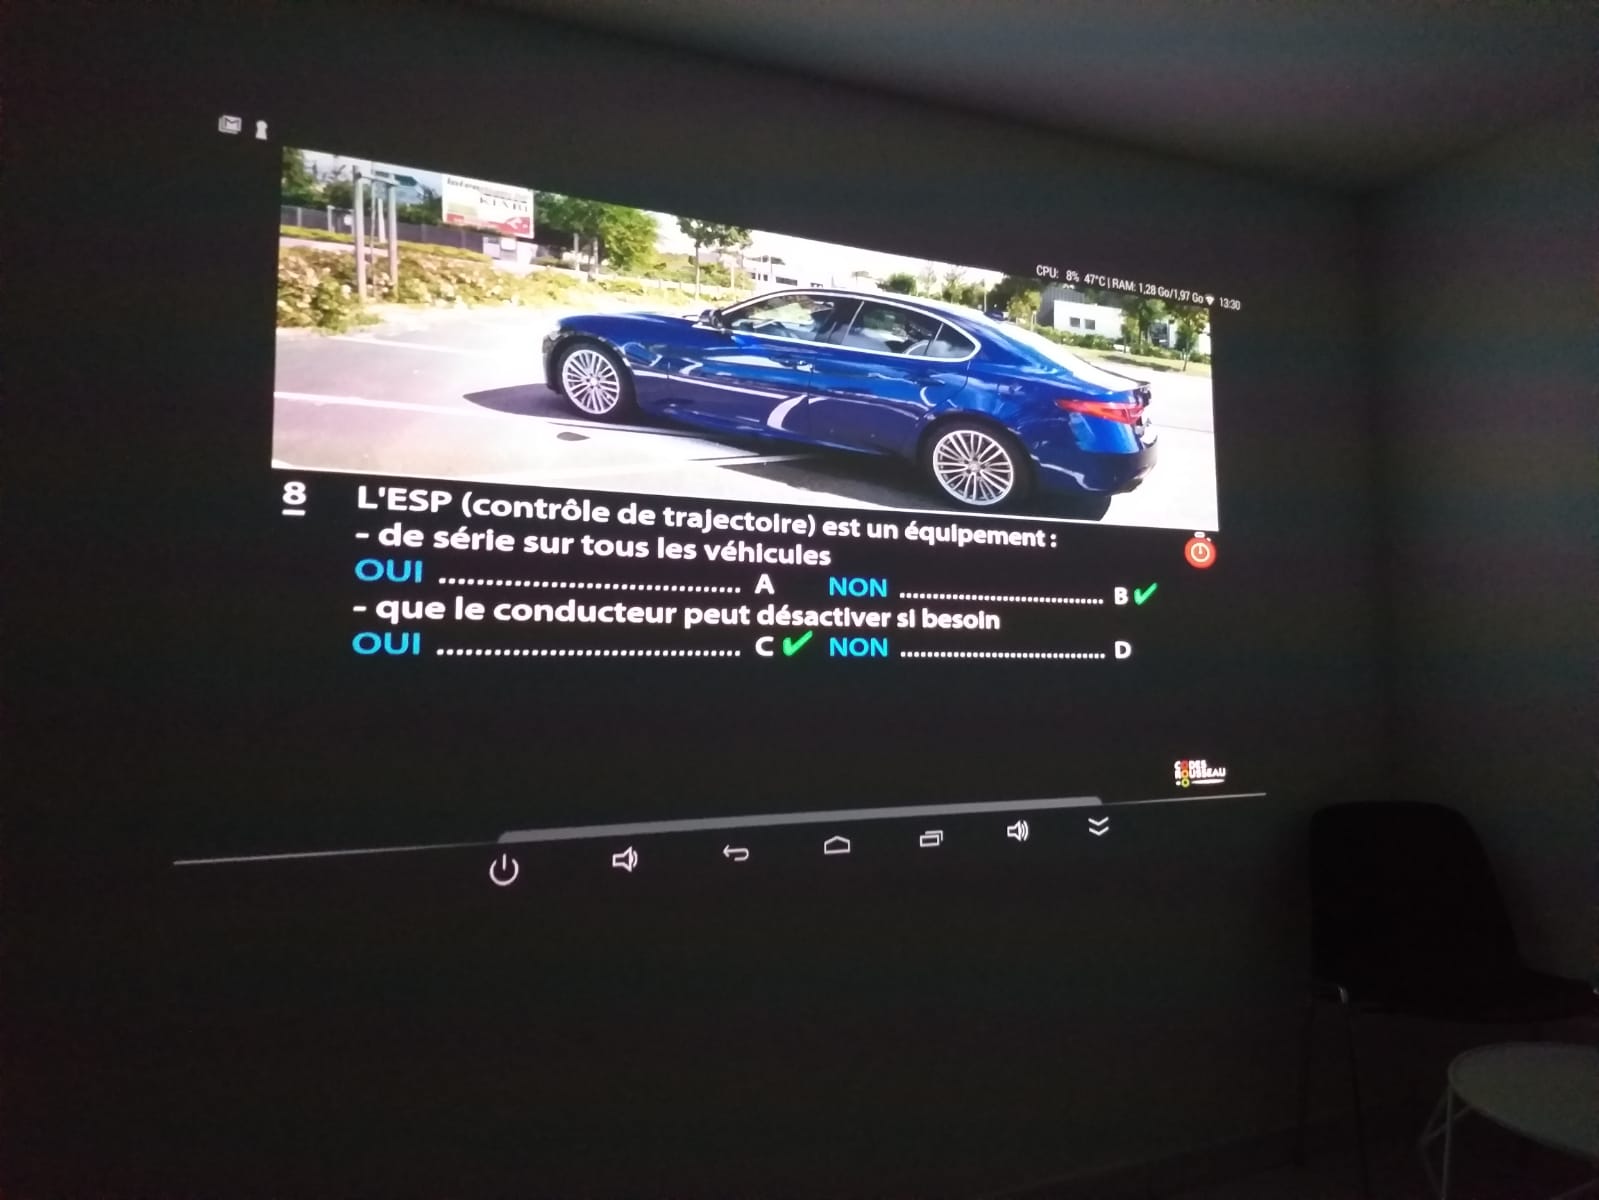 CPU: 8% 47°C | RAM: 1,28 Go/1,97 Go 13:30
8
L'ESP (contrôle de trajectoire) est un équipement :
- de série sur tous les véhicules
OUI ................................ A NON ................................ B ✔
- que le conducteur peut désactiver si besoin
OUI ................................ C ✔ NON ................................ D
CODES
ROUSSEAU